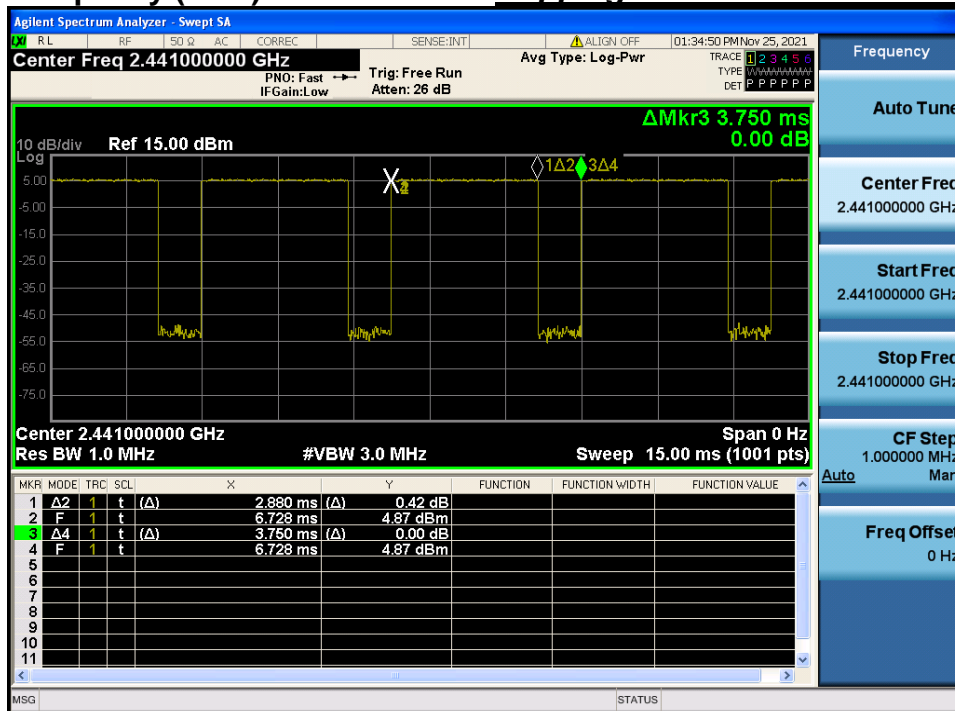 Agilent Spectrum Analyzer - Swept SA
LXI RL RF 50 Ω AC CORREC SENSE:INT ALIGN OFF 01:34:50 PM Nov 25, 2021
Center Freq 2.441000000 GHz
PNO: Fast
IFGain:Low
Trig: Free Run
Atten: 26 dB
Avg Type: Log-Pwr
TRACE 1 2 3 4 5 6
TYPE
DET P P P P P P
ΔMkr3 3.750 ms
0.00 dB
10 dB/div Ref 15.00 dBm
Log
5.00
-5.00
-15.0
-25.0
-35.0
-45.0
-55.0
-65.0
-75.0
1Δ2 3Δ4
Center 2.441000000 GHz Span 0 Hz
Res BW 1.0 MHz #VBW 3.0 MHz Sweep 15.00 ms (1001 pts)
MKR MODE TRC SCL X Y FUNCTION FUNCTION WIDTH FUNCTION VALUE
1 Δ2 1 t (Δ) 2.880 ms (Δ) 0.42 dB
2 F 1 t 6.728 ms 4.87 dBm
3 Δ4 1 t (Δ) 3.750 ms (Δ) 0.00 dB
4 F 1 t 6.728 ms 4.87 dBm
5
6
7
8
9
10
11
MSG STATUS
Frequency
Auto Tune
Center Freq
2.441000000 GHz
Start Freq
2.441000000 GHz
Stop Freq
2.441000000 GHz
CF Step
1.000000 MHz
Auto Man
Freq Offset
0 Hz